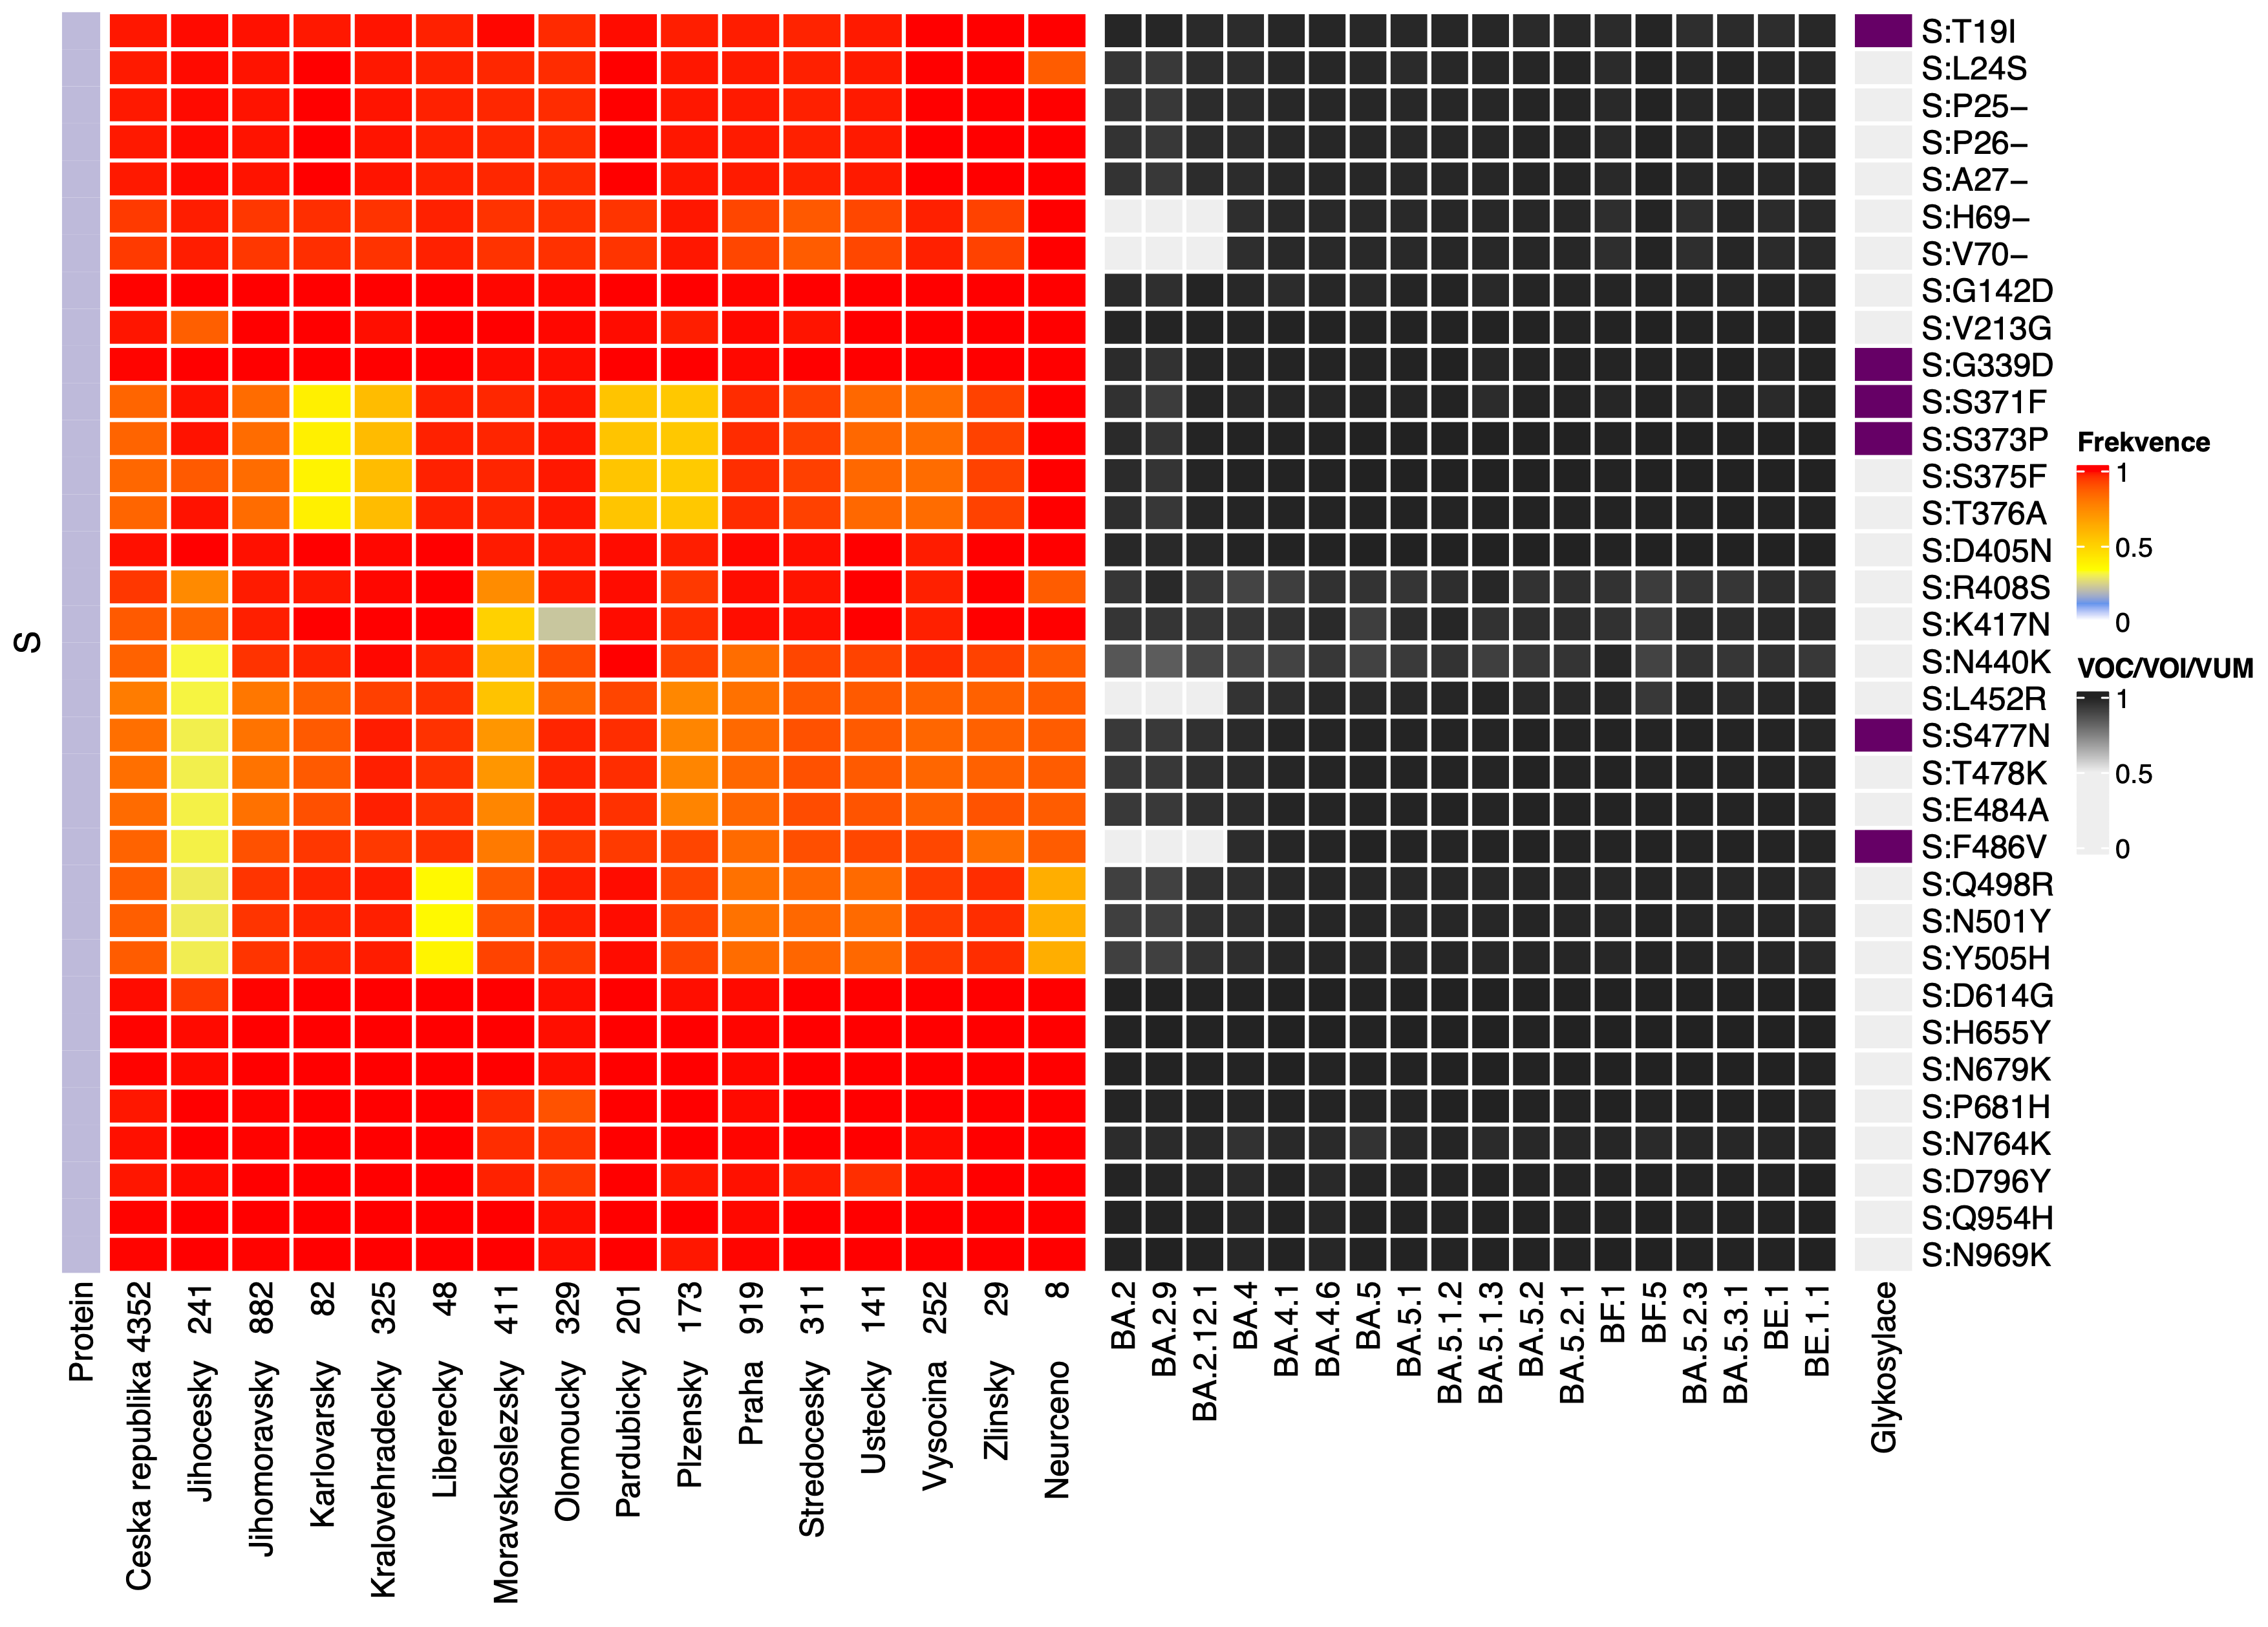 S:T19I
S:L24S
S:P25–
S:P26–
S:A27–
S:H69–
S:V70–
S:G142D
S:V213G
S:G339D
S:S371F
S:S373P
S:S375F
S:T376A
S:D405N
S:R408S
S:K417N
S:N440K
S:L452R
S:S477N
S:T478K
S:E484A
S:F486V
S:Q498R
S:N501Y
S:Y505H
S:D614G
S:H655Y
S:N679K
S:P681H
S:N764K
S:D796Y
S:Q954H
S:N969K
S
Frekvence
1
0.5
0
VOC/VOI/VUM
1
0.5
0
Protein
Ceska republika 4352
Jihocesky 241
Jihomoravsky 882
Karlovarsky 82
Kralovehradecky 325
Liberecky 48
Moravskoslezsky 411
Olomoucky 329
Pardubicky 201
Plzensky 173
Praha 919
Stredocesky 311
Ustecky 141
Vysocina 252
Zlinsky 29
Neurceno 8
BA.2
BA.2.9
BA.2.12.1
BA.4
BA.4.1
BA.4.6
BA.5
BA.5.1
BA.5.1.2
BA.5.1.3
BA.5.2
BA.5.2.1
BF.1
BF.5
BA.5.2.3
BA.5.3.1
BE.1
BE.1.1
Glykosylace